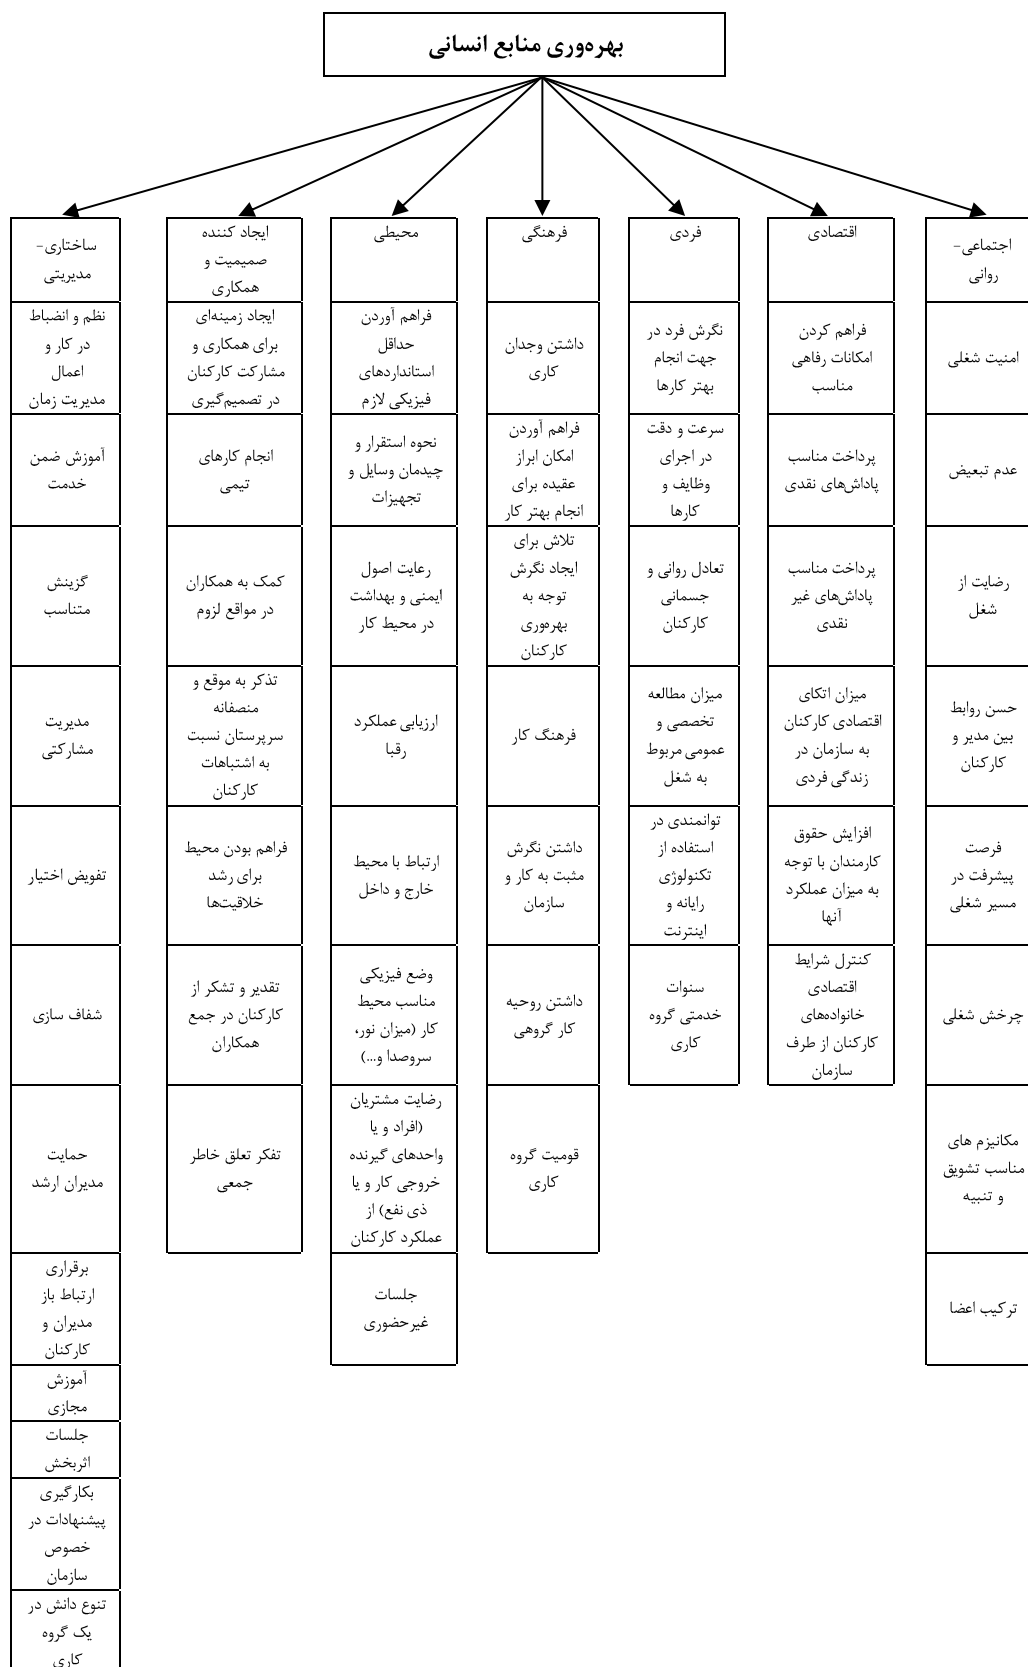 بهره‌وری منابع انسانی
اجتماعی-
روانی
امنیت شغلی
عدم تبعیض
رضایت از
شغل
حسن روابط
بین مدیر و
کارکنان
فرصت
پیشرفت در
مسیر شغلی
چرخش شغلی
مکانیزم های
مناسب تشویق
و تنبیه
ترکیب اعضا
اقتصادی
فراهم کردن
امکانات رفاهی
مناسب
پرداخت مناسب
پاداش‌های نقدی
پرداخت مناسب
پاداش‌های غیر
نقدی
میزان اتکای
اقتصادی کارکنان
به سازمان در
زندگی فردی
افزایش حقوق
کارمندان با توجه
به میزان عملکرد
آنها
کنترل شرایط
اقتصادی
خانواده‌های
کارکنان از طرف
سازمان
فردی
نگرش فرد در
جهت انجام
بهتر کارها
سرعت و دقت
در اجرای
وظایف و
کارها
تعادل روانی و
جسمانی
کارکنان
میزان مطالعه
تخصصی و
عمومی مربوط
به شغل
توانمندی در
استفاده از
تکنولوژی
رایانه و
اینترنت
سنوات
خدمتی گروه
کاری
فرهنگی
داشتن وجدان
کاری
فراهم آوردن
امکان ابراز
عقیده برای
انجام بهتر کار
تلاش برای
ایجاد نگرش
توجه به
بهره‌وری
کارکنان
فرهنگ کار
داشتن نگرش
مثبت به کار و
سازمان
داشتن روحیه
کار گروهی
قومیت گروه
کاری
محیطی
فراهم آوردن
حداقل
استانداردهای
فیزیکی لازم
نحوه استقرار و
چیدمان وسایل و
تجهیزات
رعایت اصول
ایمنی و بهداشت
در محیط کار
ارزیابی عملکرد
رقبا
ارتباط با محیط
خارج و داخل
وضع فیزیکی
مناسب محیط
کار (میزان نور،
سروصدا و...)
رضایت مشتریان
(افراد و یا
واحدهای گیرنده
خروجی کار و یا
ذی نفع) از
عملکرد کارکنان
جلسات
غیرحضوری
ایجاد کننده
صمیمیت و
همکاری
ایجاد زمینه‌ای
برای همکاری و
مشارکت کارکنان
در تصمیم‌گیری
انجام کارهای
تیمی
کمک به همکاران
در مواقع لزوم
تذکر به موقع و
منصفانه
سرپرستان نسبت
به اشتباهات
کارکنان
فراهم بودن محیط
برای رشد
خلاقیت‌ها
تقدیر و تشکر از
کارکنان در جمع
همکاران
تفکر تعلق خاطر
جمعی
ساختاری-
مدیریتی
نظم و انضباط
در کار و
اعمال
مدیریت زمان
آموزش ضمن
خدمت
گزینش
متناسب
مدیریت
مشارکتی
تفویض اختیار
شفاف سازی
حمایت
مدیران ارشد
برقراری
ارتباط باز
مدیران و
کارکنان
آموزش
مجازی
جلسات
اثربخش
بکارگیری
پیشنهادات در
خصوص
سازمان
تنوع دانش در
یک گروه
کاری